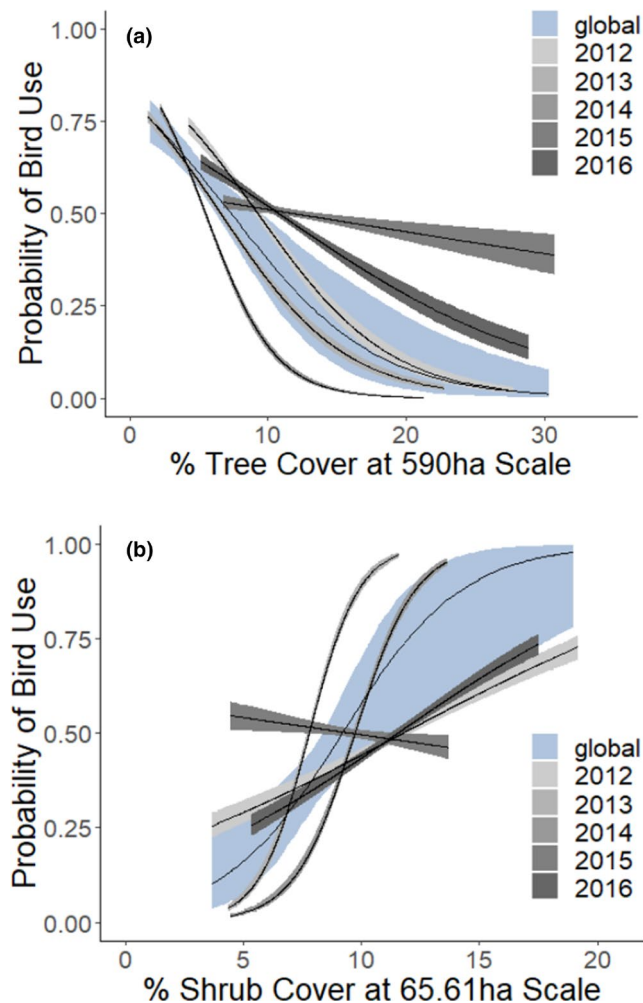 (a)
Probability of Bird Use
1.00
0.75
0.50
0.25
0.00
0 10 20 30
% Tree Cover at 590ha Scale
global
2012
2013
2014
2015
2016
(b)
Probability of Bird Use
1.00
0.75
0.50
0.25
0.00
0 5 10 15 20
% Shrub Cover at 65.61ha Scale
global
2012
2013
2014
2015
2016